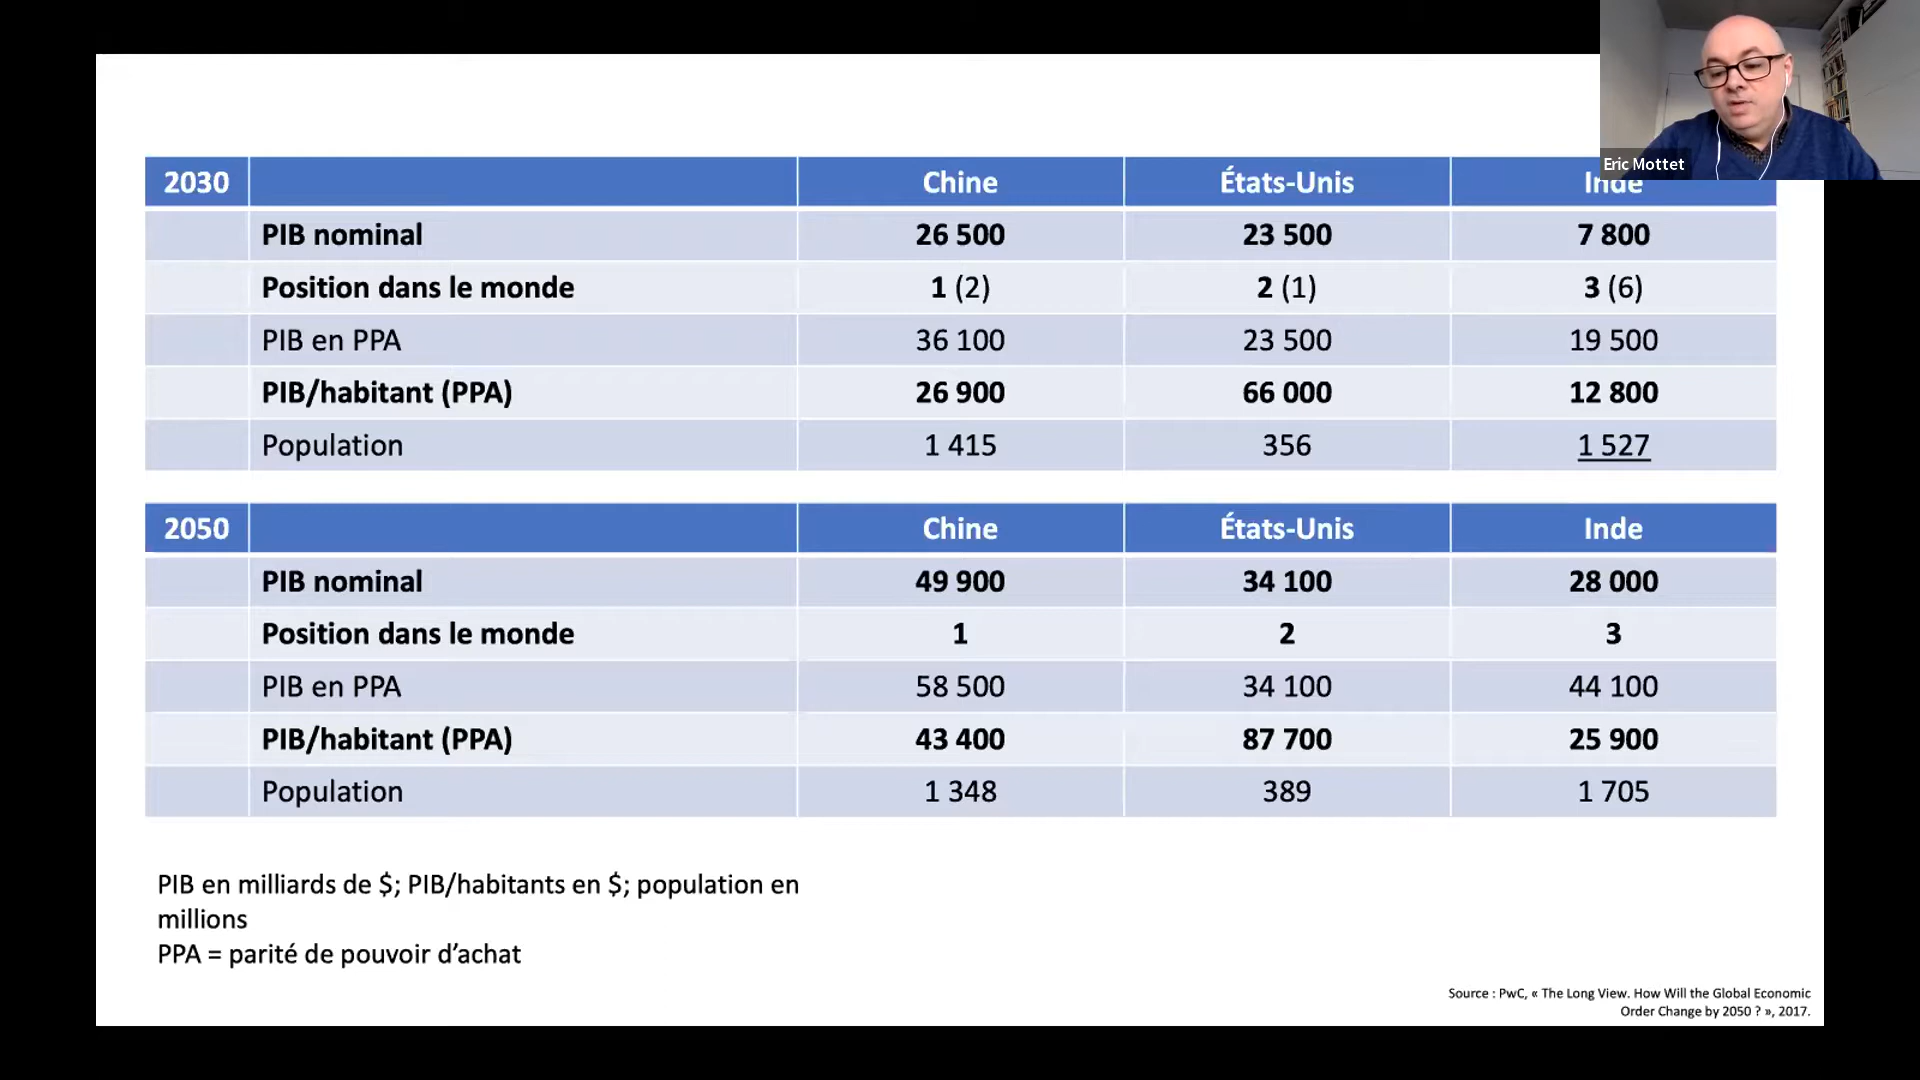 Eric Mottet
2030 Chine États-Unis Inde
PIB nominal 26 500 23 500 7 800
Position dans le monde 1 (2) 2 (1) 3 (6)
PIB en PPA 36 100 23 500 19 500
PIB/habitant (PPA) 26 900 66 000 12 800
Population 1 415 356 1 527
2050 Chine États-Unis Inde
PIB nominal 49 900 34 100 28 000
Position dans le monde 1 2 3
PIB en PPA 58 500 34 100 44 100
PIB/habitant (PPA) 43 400 87 700 25 900
Population 1 348 389 1 705
PIB en milliards de $; PIB/habitants en $; population en
millions
PPA = parité de pouvoir d’achat
Source : PwC, « The Long View. How Will the Global Economic
Order Change by 2050 ? », 2017.